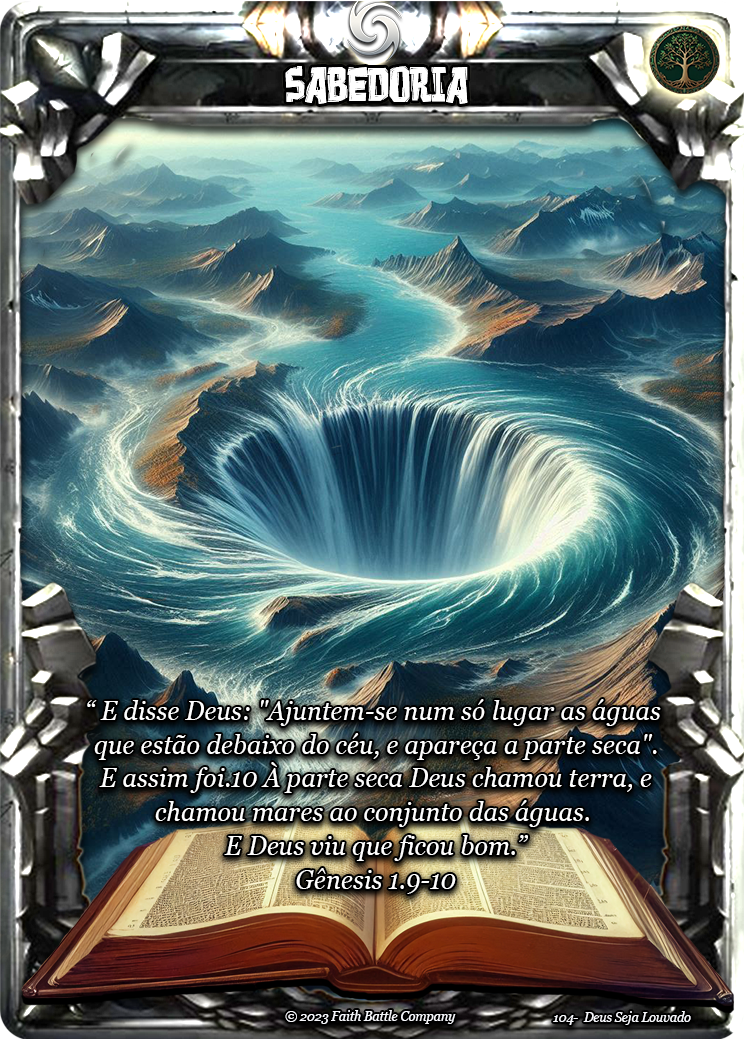 SABEDORIA
“ E disse Deus: "Ajuntem-se num só lugar as águas
que estão debaixo do céu, e apareça a parte seca".
E assim foi.10 À parte seca Deus chamou terra, e
chamou mares ao conjunto das águas.
E Deus viu que ficou bom.”
Gênesis 1.9-10
© 2023 Faith Battle Company
104- Deus Seja Louvado